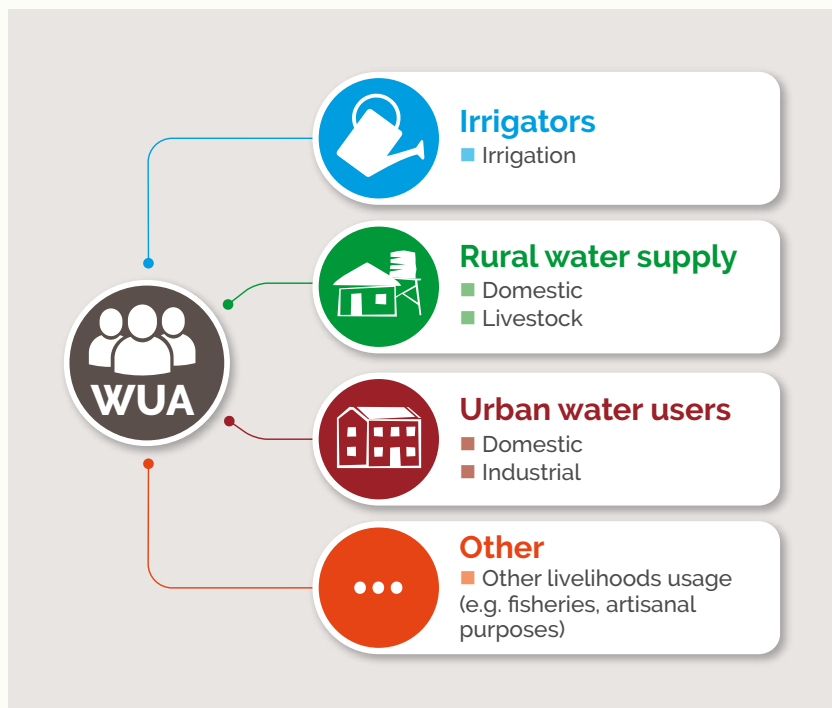 WUA
Irrigators
Irrigation
Rural water supply
Domestic
Livestock
Urban water users
Domestic
Industrial
Other
Other livelihoods usage
(e.g. fisheries, artisanal
purposes)